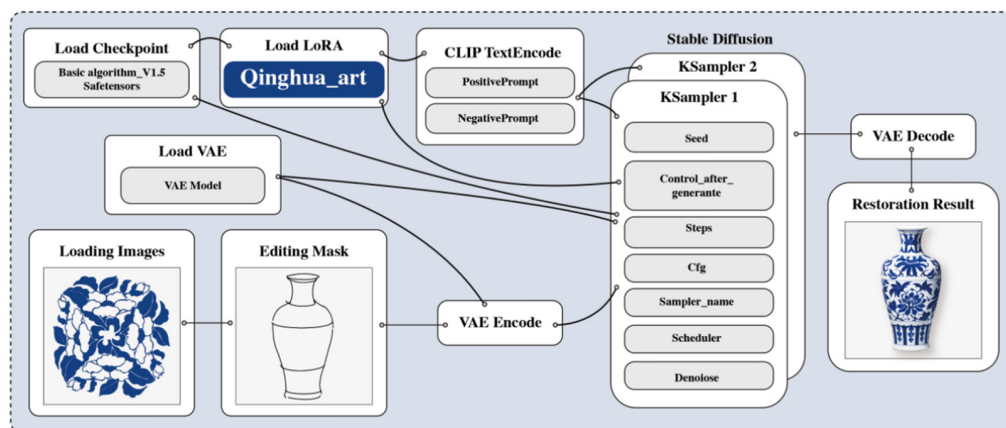 Load Checkpoint
Basic algorithm_V1.5
Safetensors
Load LoRA
Qinghua_art
CLIP TextEncode
PositivePrompt
NegativePrompt
Stable Diffusion
KSampler 2
KSampler 1
Seed
Control_after_
generante
Steps
Cfg
Sampler_name
Scheduler
Denoiose
VAE Decode
Restoration Result
Load VAE
VAE Model
Loading Images
Editing Mask
VAE Encode